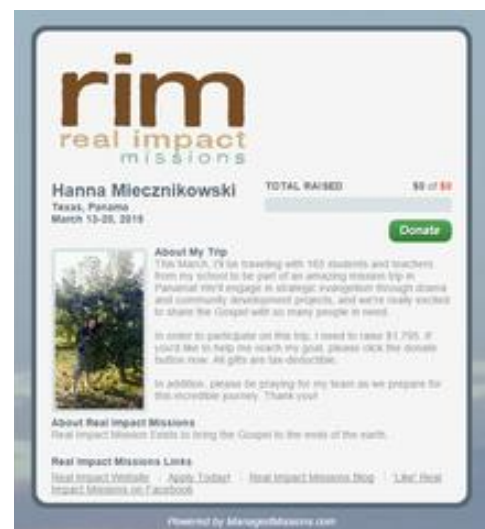 rim
real impact
missions
Hanna Miecznikowski
TOTAL RAISED $0 of $0
Texas, Panama
March 13-20, 2015
Donate
About My Trip
This March, I'll be traveling with 163 students and teachers
from my school to be part of an amazing mission trip in
Panama! We'll engage in strategic evangelism through drama
and community development projects, and we're really excited
to share the Gospel with so many people in need.
In order to participate on this trip, I need to raise $1,795. If
you'd like to help me reach my goal, please click the donate
button now. All gifts are tax-deductible.
In addition, please be praying for my team as we prepare for
this incredible journey. Thank you!
About Real Impact Missions
Real Impact Mission Exists to bring the Gospel to the ends of the earth.
Real Impact Missions Links
Real Impact Website Apply Today! Real Impact Missions Blog 'Like' Real
Impact Missions on Facebook
Powered by ManagedMissions.com